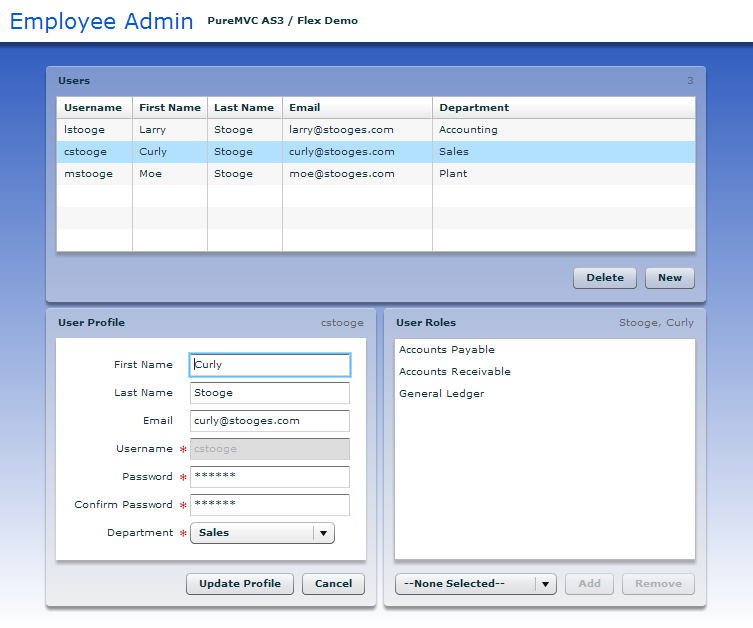 Employee Admin PureMVC AS3 / Flex Demo
Users 3
Username First Name Last Name Email Department
lstooge Larry Stooge larry@stooges.com Accounting
cstooge Curly Stooge curly@stooges.com Sales
mstooge Moe Stooge moe@stooges.com Plant
Delete New
User Profile cstooge
First Name Curly
Last Name Stooge
Email curly@stooges.com
Username * cstooge
Password * ******
Confirm Password * ******
Department * Sales
Update Profile Cancel
User Roles Stooge, Curly
Accounts Payable
Accounts Receivable
General Ledger
--None Selected-- Add Remove